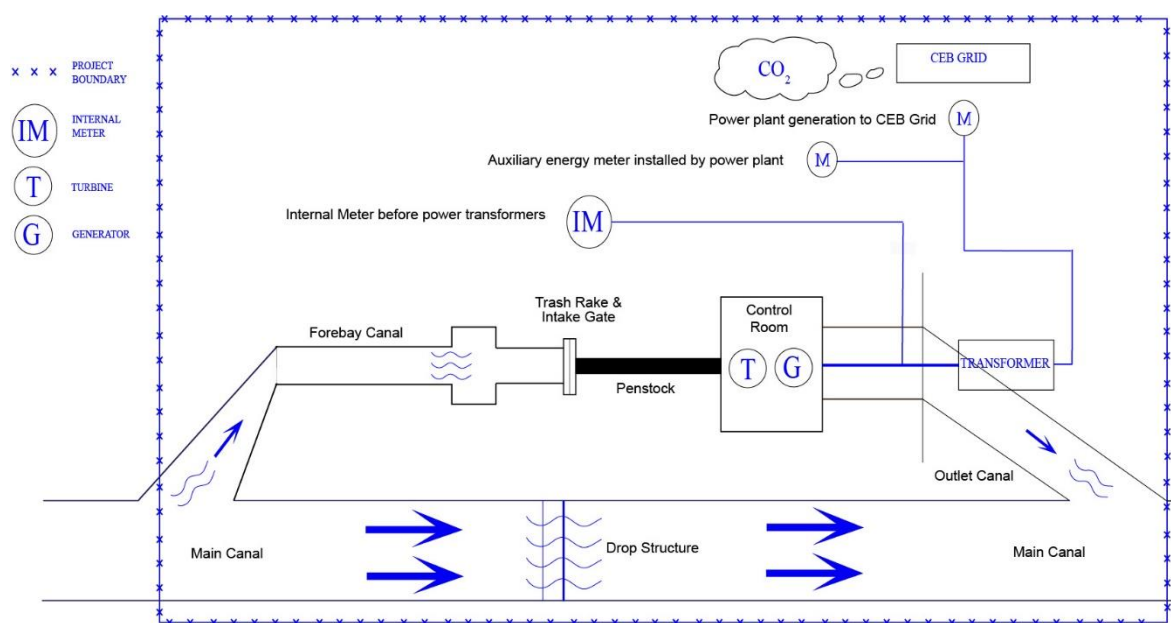 x x x PROJECT
BOUNDARY
IM INTERNAL
METER
T TURBINE
G GENERATOR
CO2
CEB GRID
Power plant generation to CEB Grid M
Auxiliary energy meter installed by power plant M
Internal Meter before power transformers IM
Trash Rake &
Intake Gate
Control
Room
Forebay Canal
T G
TRANSFORMER
Penstock
Outlet Canal
Main Canal
Drop Structure
Main Canal